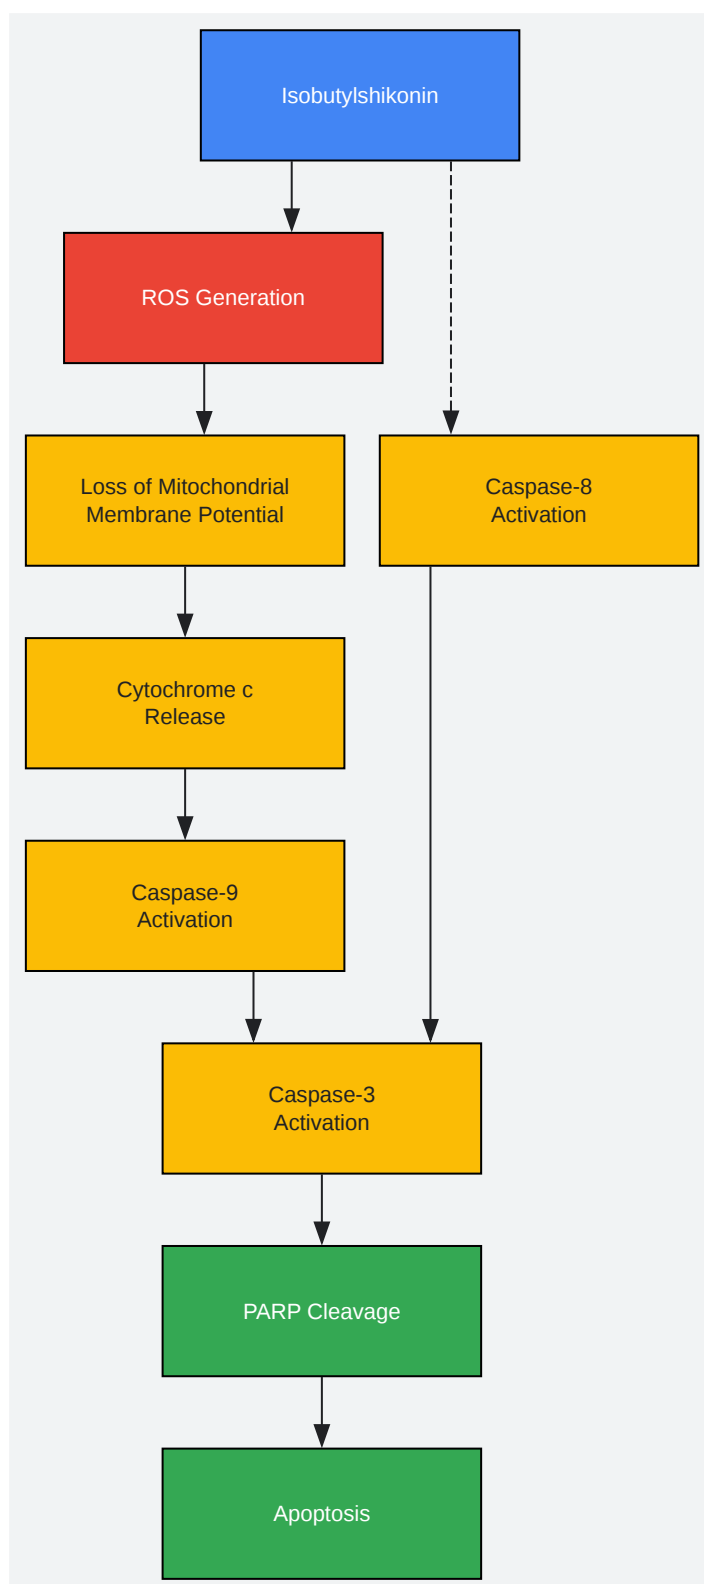 Isobutylshikonin
ROS Generation
Loss of Mitochondrial
Membrane Potential
Caspase-8
Activation
Cytochrome c
Release
Caspase-9
Activation
Caspase-3
Activation
PARP Cleavage
Apoptosis